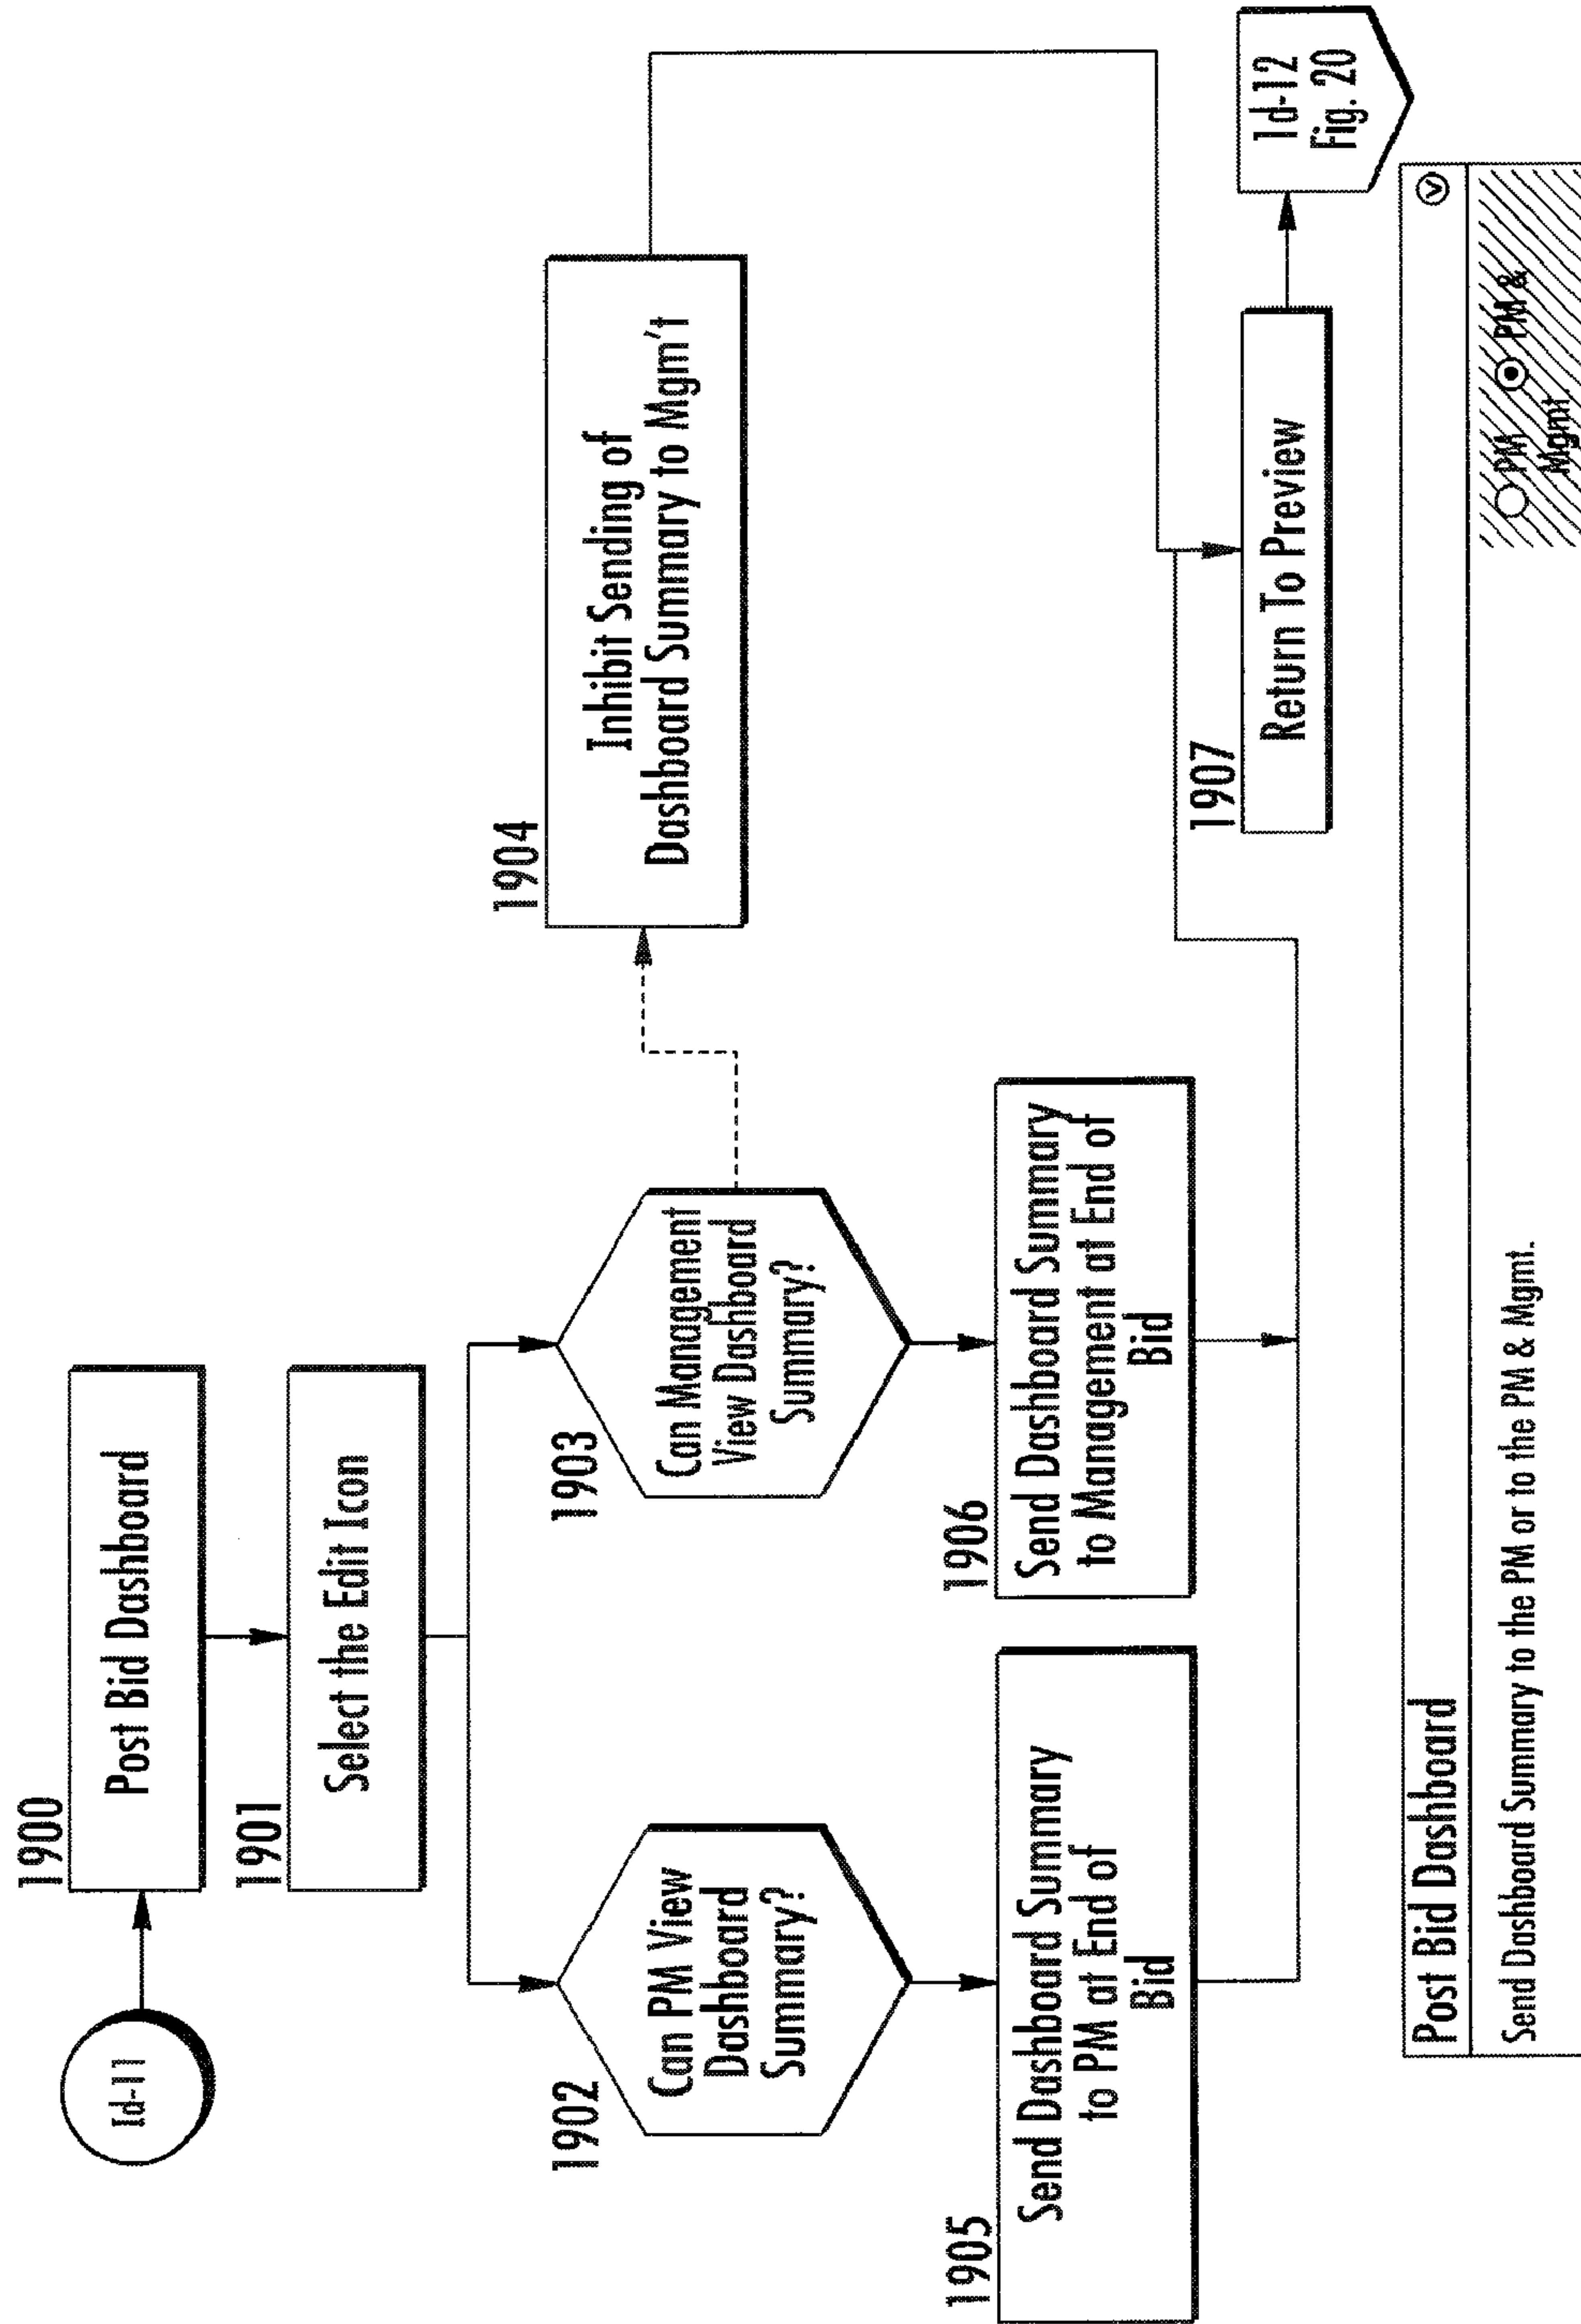 Id-11
1900
Post Bid Dashboard
1901
Select the Edit Icon
1902
Can PM View
Dashboard
Summary?
1903
Can Management
View Dashboard
Summary?
1904
Inhibit Sending of
Dashboard Summary to Mgm't
1905
Send Dashboard Summary
to PM at End of
Bid
1906
Send Dashboard Summary
to Management at End of
Bid
1907
Return To Preview
1d-12
Fig. 20
Post Bid Dashboard
Send Dashboard Summary to the PM or to the PM & Mgmt.
PM PM &
Mgmt.